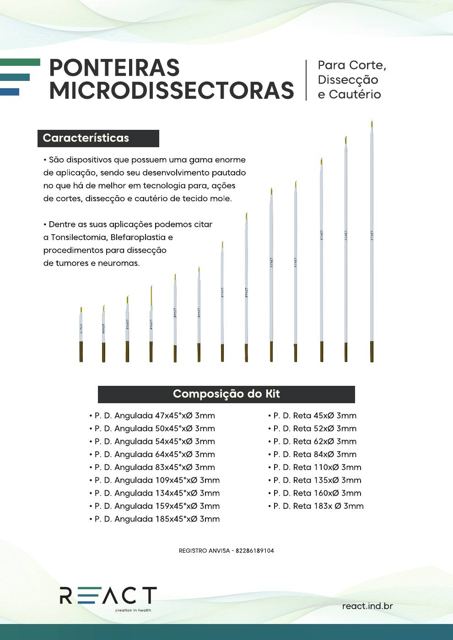 PONTEIRAS
MICRODISSECTORAS
Para Corte,
Dissecção
e Cautério
Características
• São dispositivos que possuem uma gama enorme
de aplicação, sendo seu desenvolvimento pautado
no que há de melhor em tecnologia para, ações
de cortes, dissecção e cautério de tecido mole.
• Dentre as suas aplicações podemos citar
a Tonsilectomia, Blefaroplastia e
procedimentos para dissecção
de tumores e neuromas.
Composição do Kit
• P. D. Angulada 47x45°xØ 3mm
• P. D. Angulada 50x45°xØ 3mm
• P. D. Angulada 54x45°xØ 3mm
• P. D. Angulada 64x45°xØ 3mm
• P. D. Angulada 83x45°xØ 3mm
• P. D. Angulada 109x45°xØ 3mm
• P. D. Angulada 134x45°xØ 3mm
• P. D. Angulada 159x45°xØ 3mm
• P. D. Angulada 185x45°xØ 3mm
• P. D. Reta 45xØ 3mm
• P. D. Reta 52xØ 3mm
• P. D. Reta 62xØ 3mm
• P. D. Reta 84xØ 3mm
• P. D. Reta 110xØ 3mm
• P. D. Reta 135xØ 3mm
• P. D. Reta 160xØ 3mm
• P. D. Reta 183x Ø 3mm
REGISTRO ANVISA - 82286189104
REACT
creation in health
react.ind.br